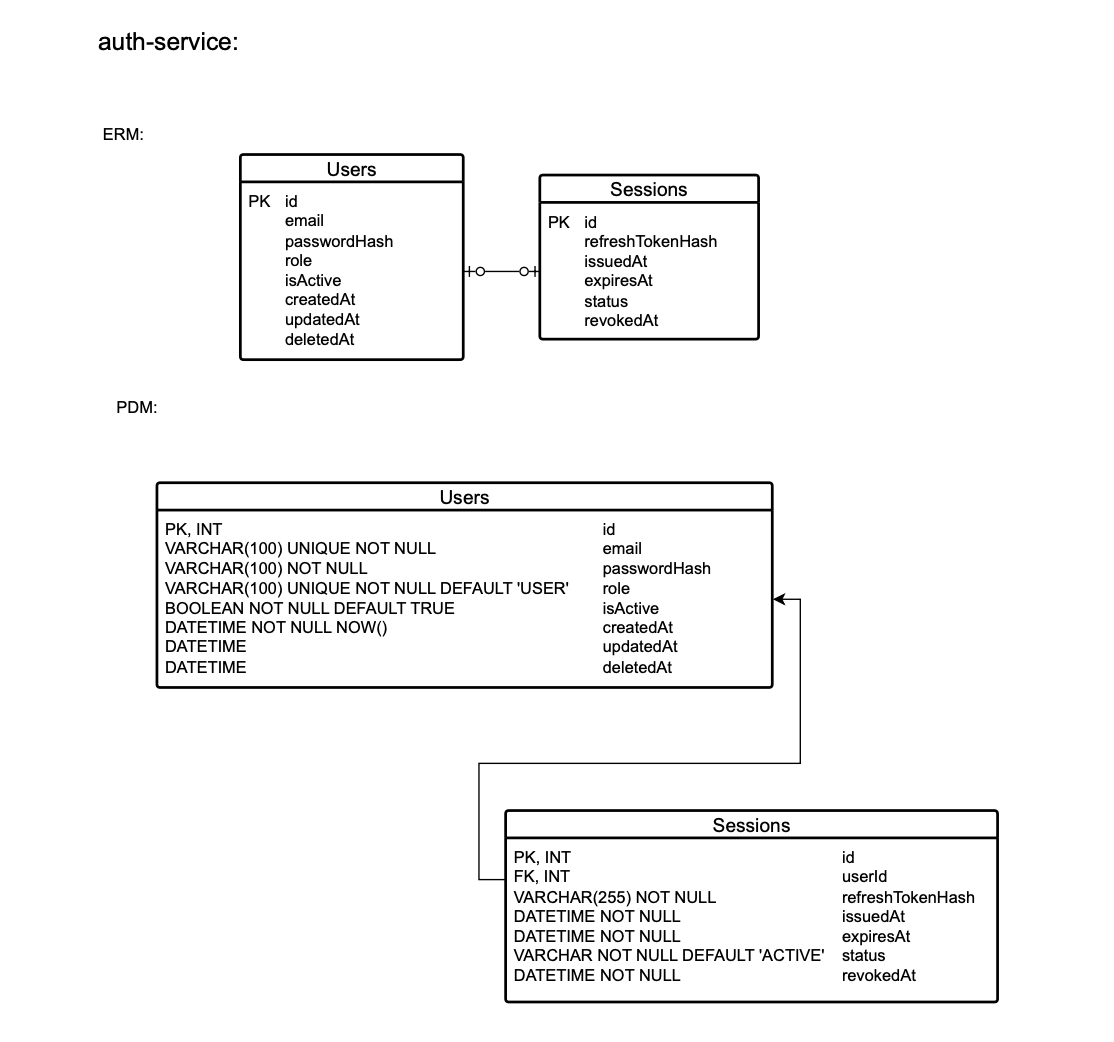 auth-service:
ERM:
Users
PK id
email
passwordHash
role
isActive
createdAt
updatedAt
deletedAt
Sessions
PK id
refreshTokenHash
issuedAt
expiresAt
status
revokedAt
PDM:
Users
PK, INT id
VARCHAR(100) UNIQUE NOT NULL email
VARCHAR(100) NOT NULL passwordHash
VARCHAR(100) UNIQUE NOT NULL DEFAULT 'USER' role
BOOLEAN NOT NULL DEFAULT TRUE isActive
DATETIME NOT NULL NOW() createdAt
DATETIME updatedAt
DATETIME deletedAt
Sessions
PK, INT id
FK, INT userId
VARCHAR(255) NOT NULL refreshTokenHash
DATETIME NOT NULL issuedAt
DATETIME NOT NULL expiresAt
VARCHAR NOT NULL DEFAULT 'ACTIVE' status
DATETIME NOT NULL revokedAt